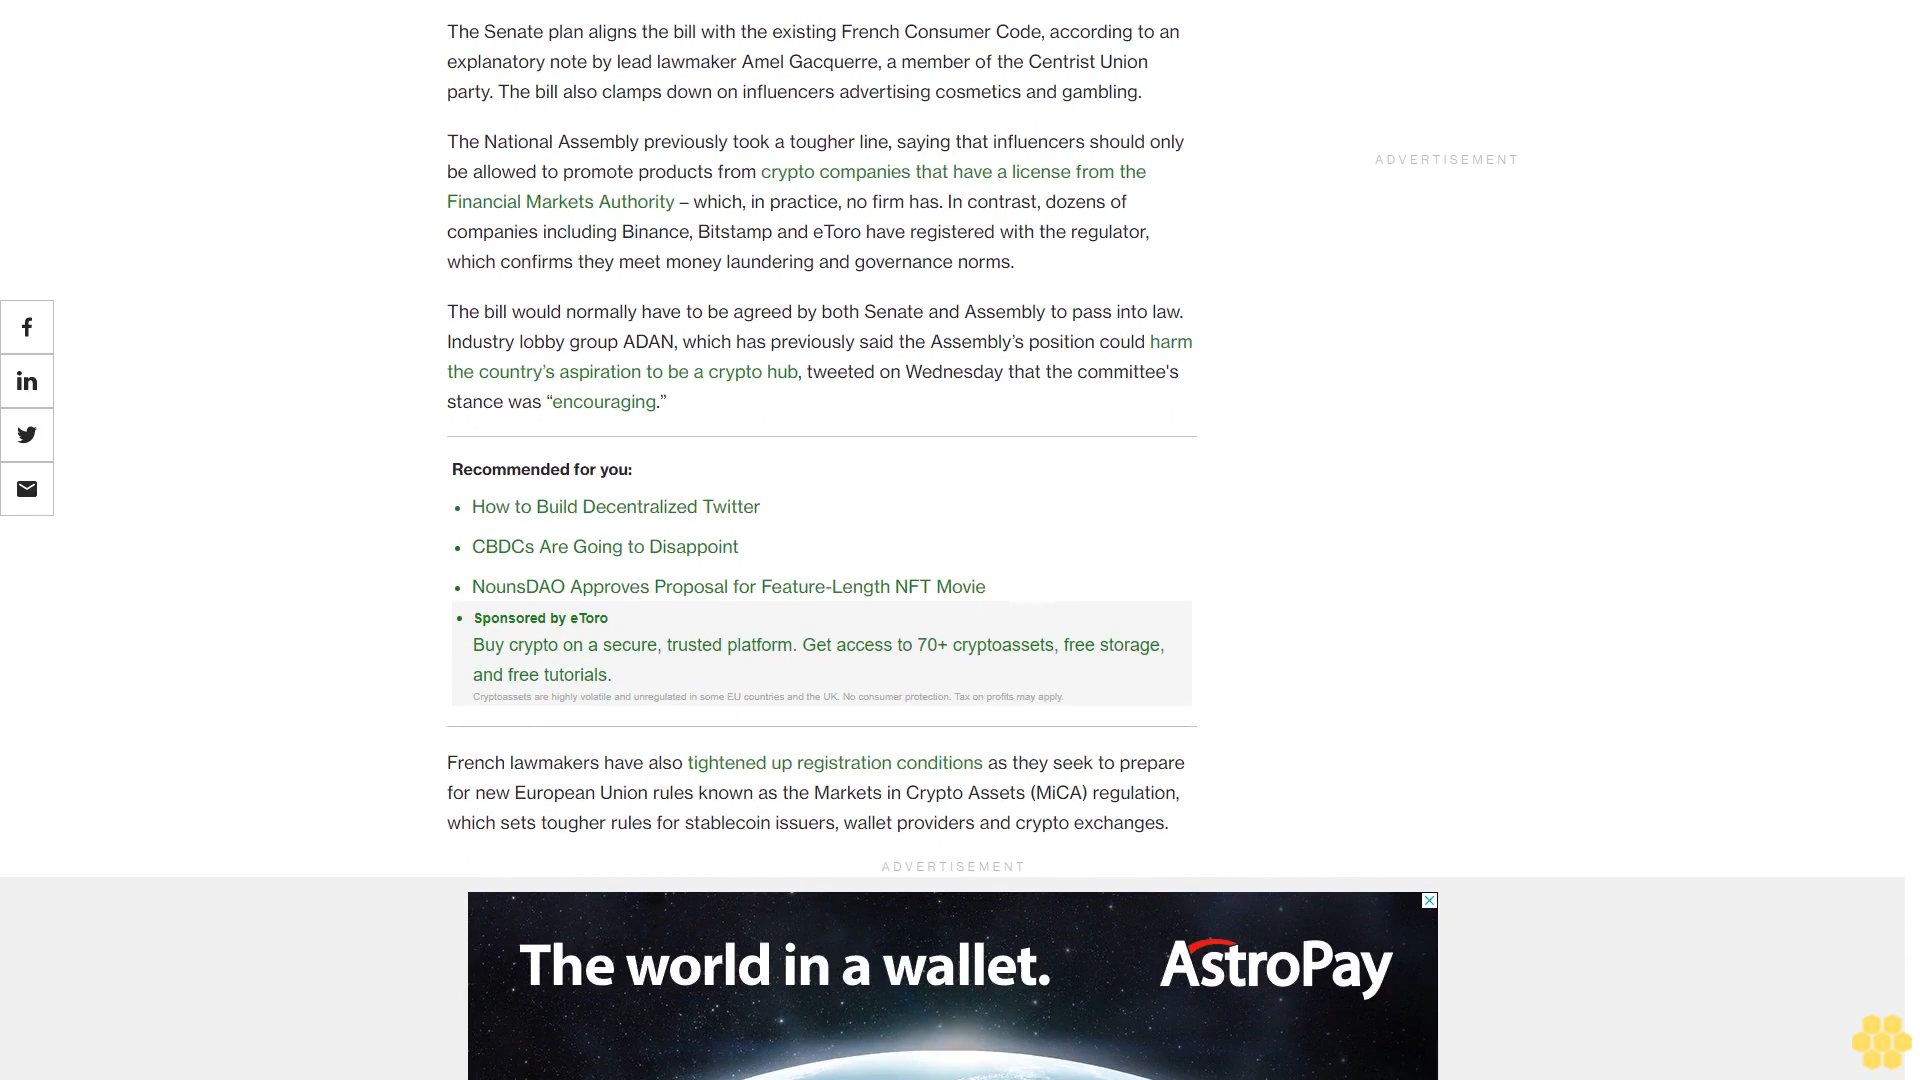 The Senate plan aligns the bill with the existing French Consumer Code, according to an
explanatory note by lead lawmaker Amel Gacquerre, a member of the Centrist Union
party. The bill also clamps down on influencers advertising cosmetics and gambling.
The National Assembly previously took a tougher line, saying that influencers should only
be allowed to promote products from crypto companies that have a license from the
Financial Markets Authority – which, in practice, no firm has. In contrast, dozens of
companies including Binance, Bitstamp and eToro have registered with the regulator,
which confirms they meet money laundering and governance norms.
The bill would normally have to be agreed by both Senate and Assembly to pass into law.
Industry lobby group ADAN, which has previously said the Assembly’s position could harm
the country’s aspiration to be a crypto hub, tweeted on Wednesday that the committee's
stance was “encouraging.”
Recommended for you:
• How to Build Decentralized Twitter
• CBDCs Are Going to Disappoint
• NounsDAO Approves Proposal for Feature-Length NFT Movie
• Sponsored by eToro
Buy crypto on a secure, trusted platform. Get access to 70+ cryptoassets, free storage,
and free tutorials.
Cryptoassets are highly volatile and unregulated in some EU countries and the UK. No consumer protection. Tax on profits may apply.
French lawmakers have also tightened up registration conditions as they seek to prepare
for new European Union rules known as the Markets in Crypto Assets (MiCA) regulation,
which sets tougher rules for stablecoin issuers, wallet providers and crypto exchanges.
ADVERTISEMENT
The world in a wallet.
AstroPay
ADVERTISEMENT